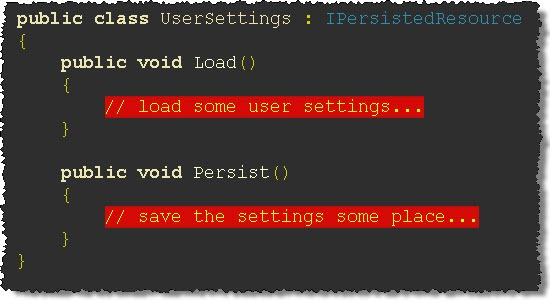 public class UserSettings : IPersistedResource
{
    public void Load()
    {
        // load some user settings...
    }

    public void Persist()
    {
        // save the settings some place...
    }
}